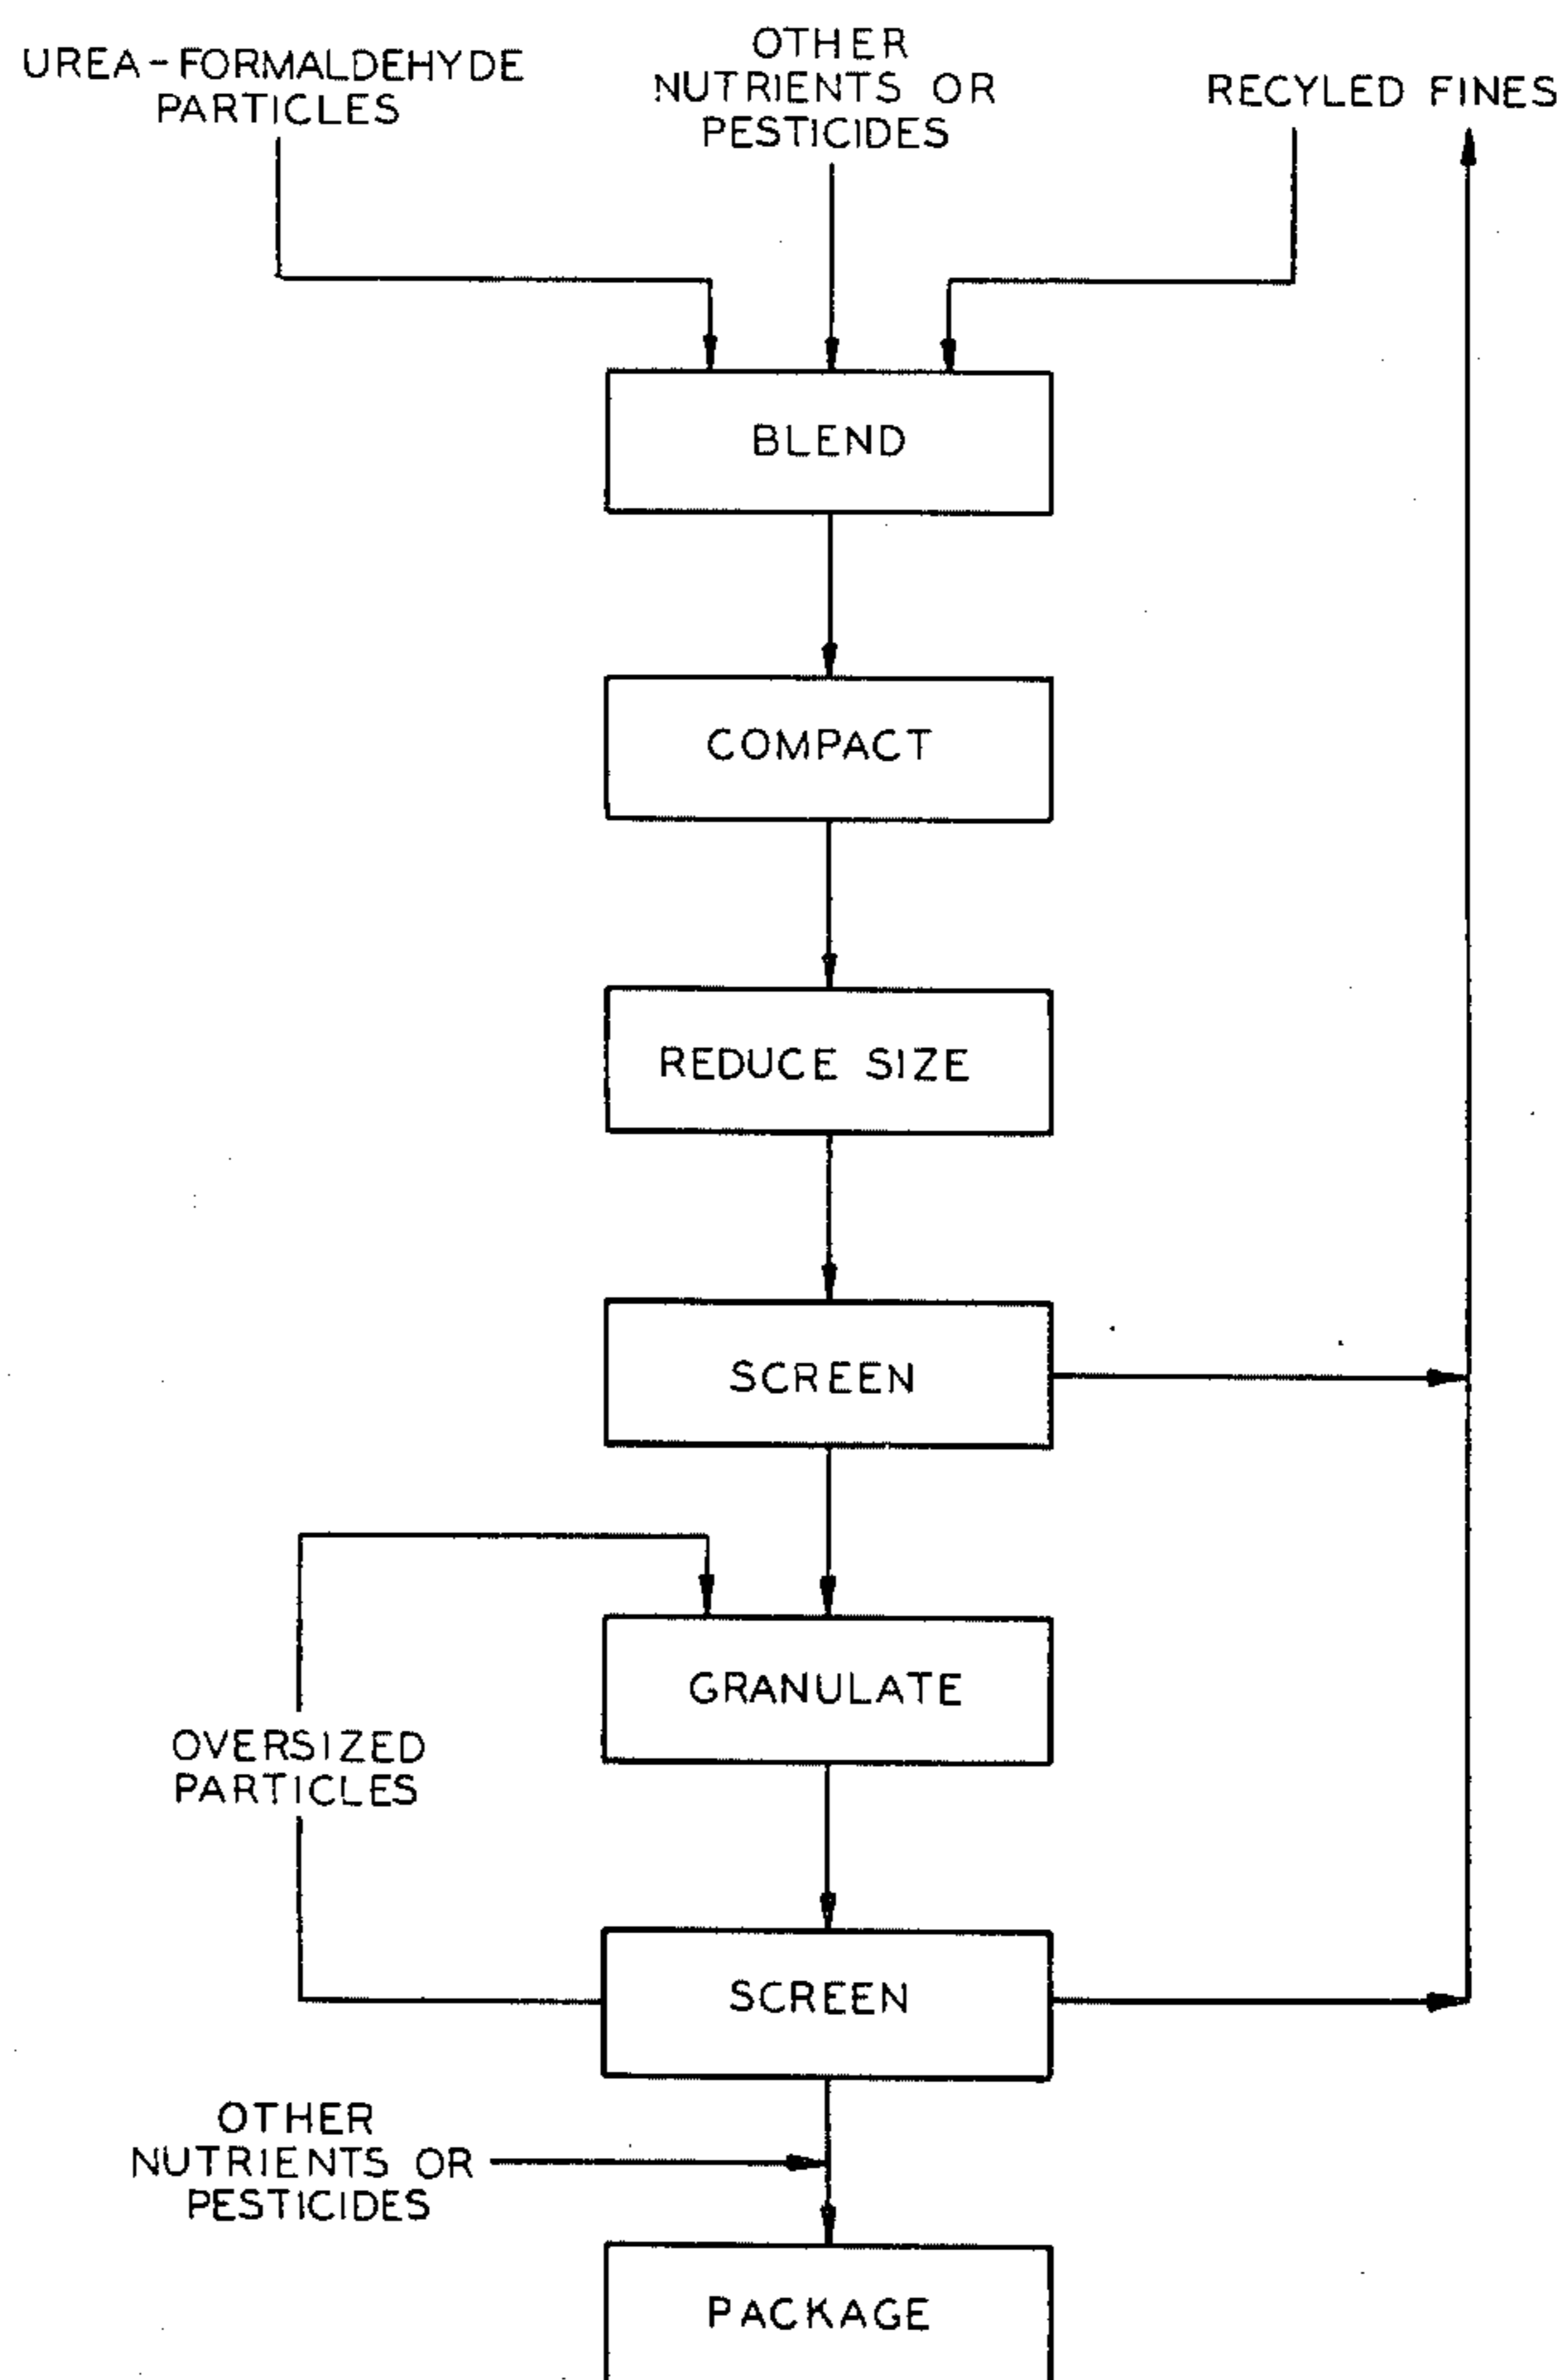 UREA-FORMALDEHYDE
PARTICLES
OTHER
NUTRIENTS OR
PESTICIDES
RECYLED FINES
BLEND
COMPACT
REDUCE SIZE
SCREEN
GRANULATE
OVERSIZED
PARTICLES
SCREEN
OTHER
NUTRIENTS OR
PESTICIDES
PACKAGE